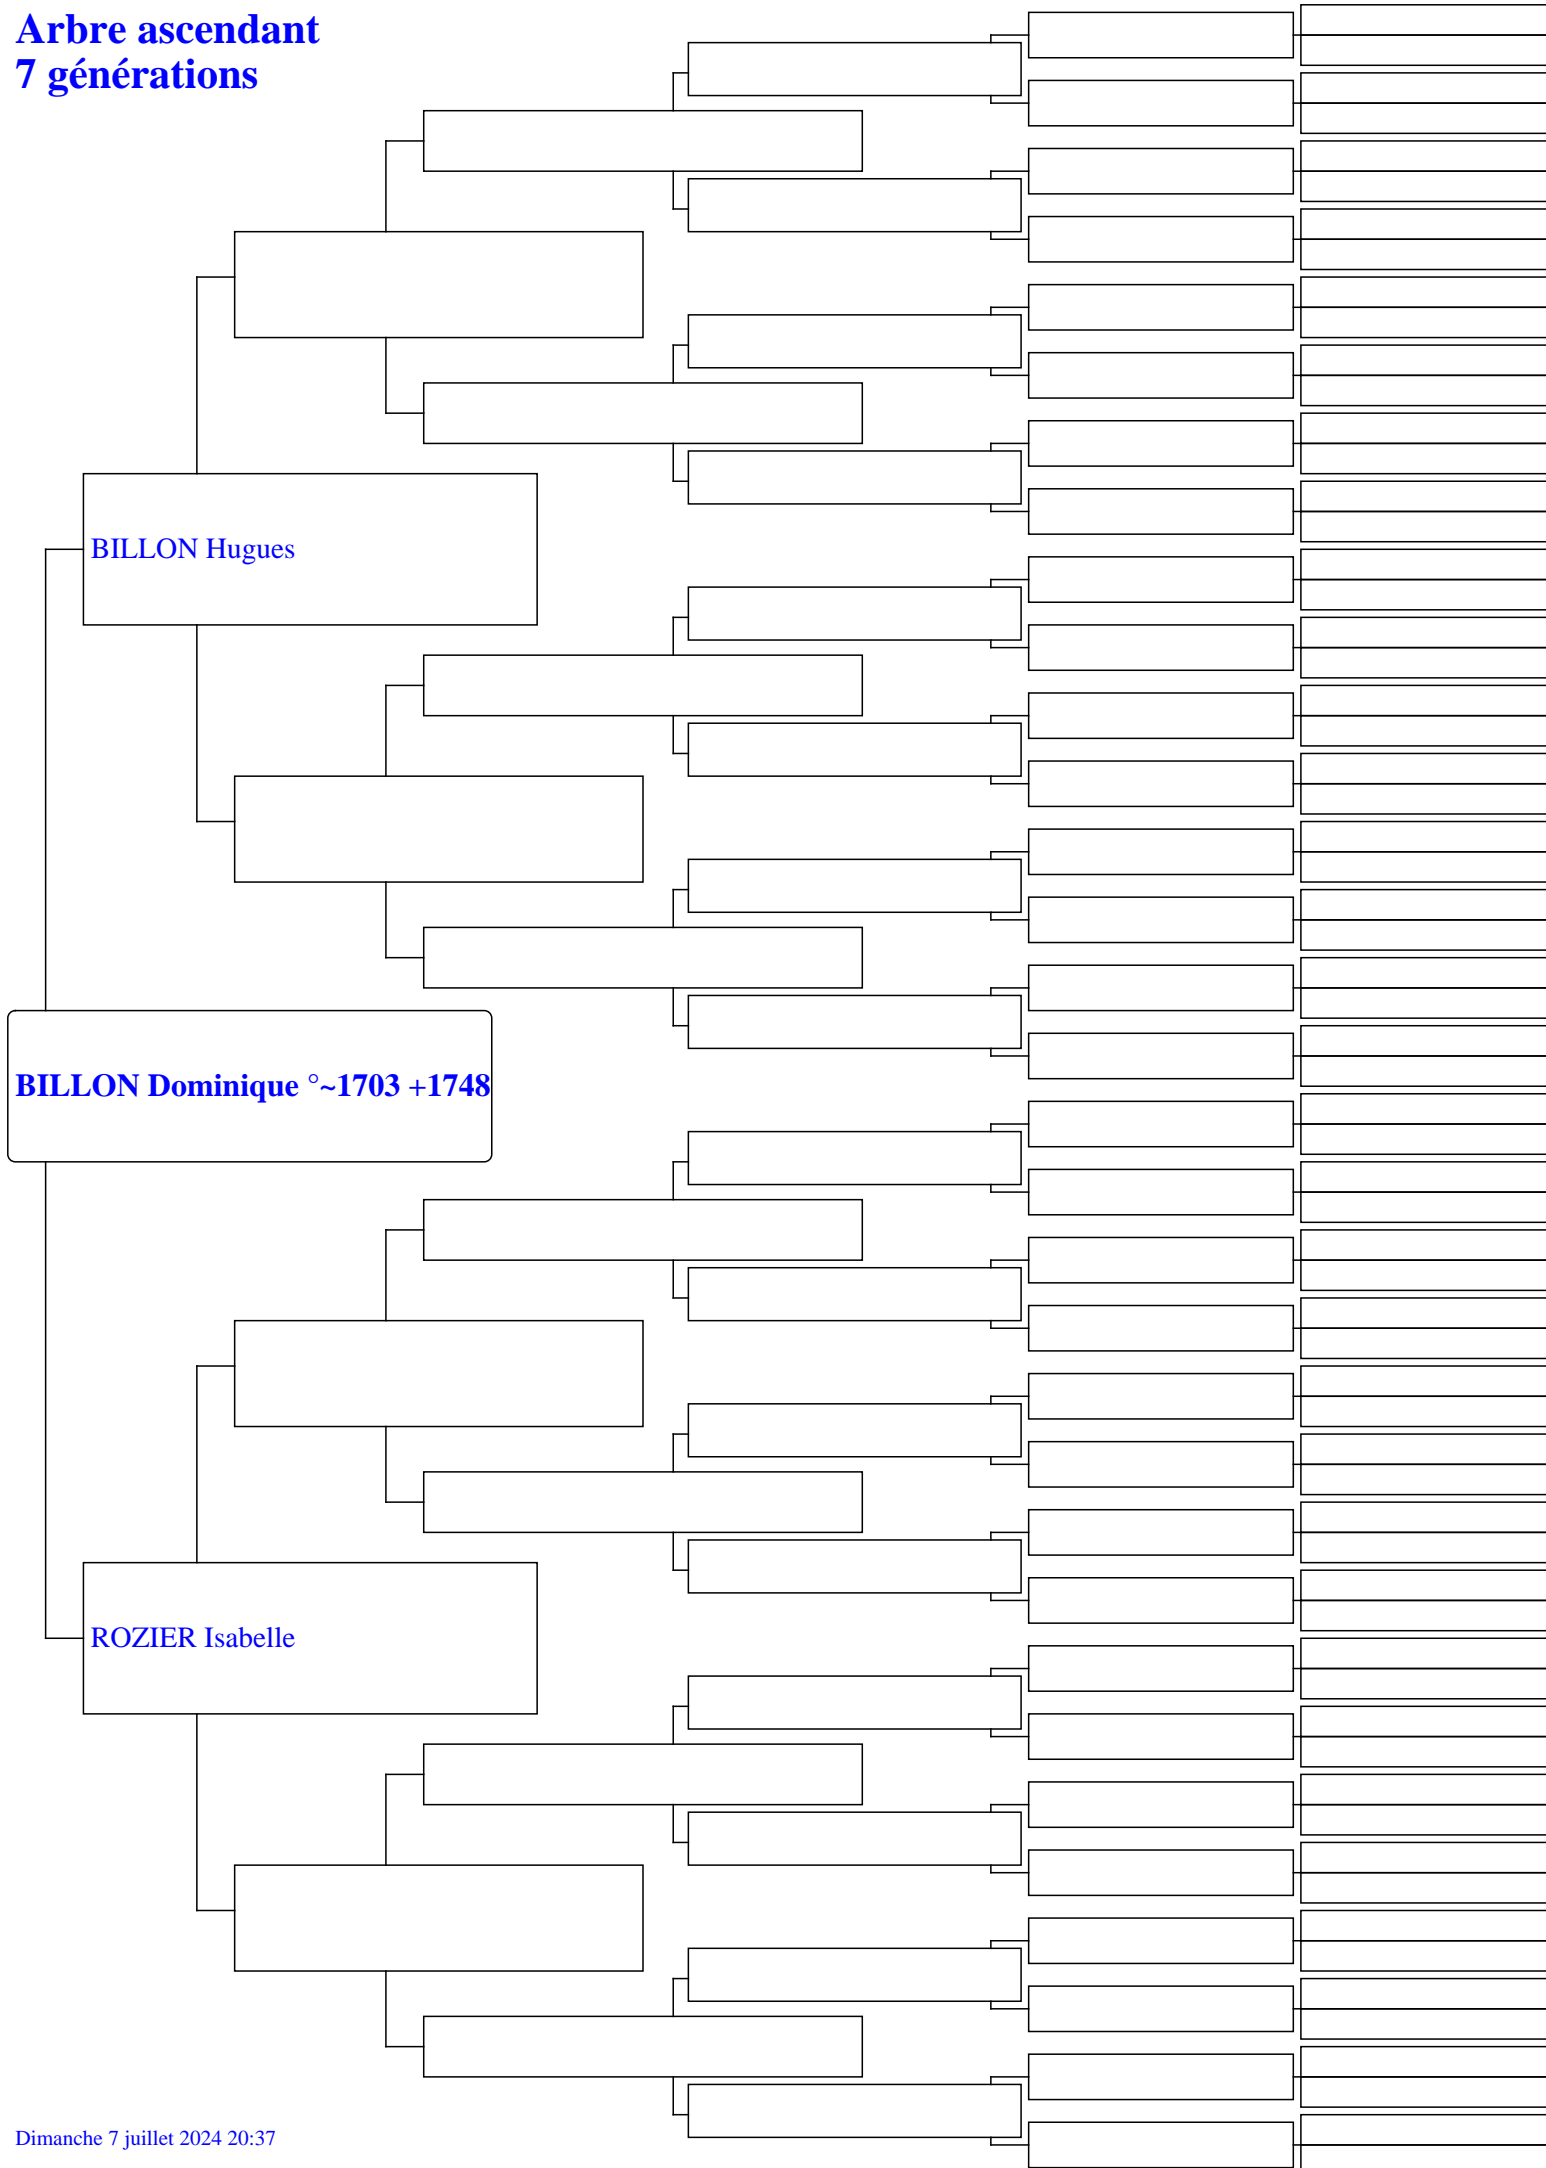 Arbre ascendant
7 générations
BILLON Hugues
BILLON Dominique °~1703 +1748
ROZIER Isabelle
Dimanche 7 juillet 2024 20:37